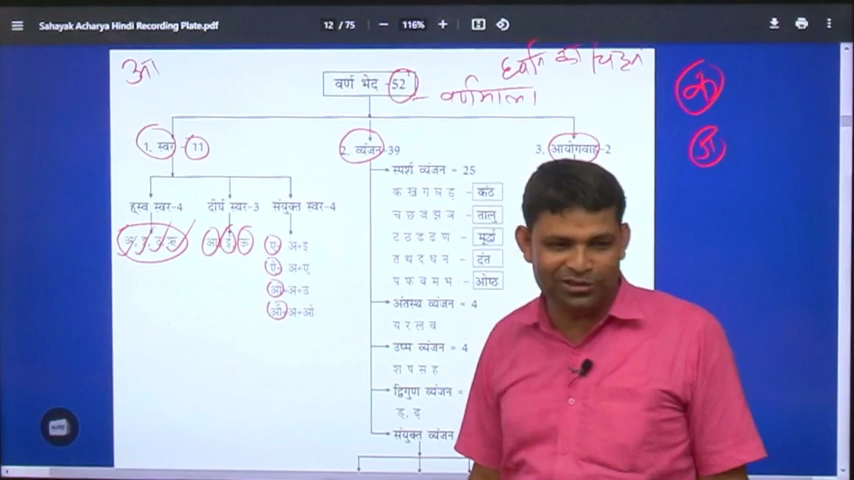 Sahayak Acharya Hindi Recording Plate.pdf
12 / 75
116%
ध्वनि का चिह्न
वर्ण भेद -52
वर्णमाला
क
1. स्वर - 11
2. व्यंजन-39
3. आयोगवाह-2
स्पर्श व्यंजन = 25
क ख ग घ ड़ - कंठ
ह्रस्व स्वर-4
दीर्घ स्वर-3
संयुक्त स्वर-4
च छ ज झ ञ - तालु
अ, इ, उ, ऋ
आ ई ऊ
ए- अ+इ
ट ठ ड ढ ण - मूर्द्धा
ऐ- अ+ए
त थ द ध न - दंत
ओ- अ+उ
प फ ब म भ - ओष्ठ
औ- अ+ओ
अंतस्थ व्यंजन = 4
य र ल व
उष्म व्यंजन = 4
श ष स ह
द्विगुण व्यंजन =
ड़, ढ़
संयुक्त व्यंजन